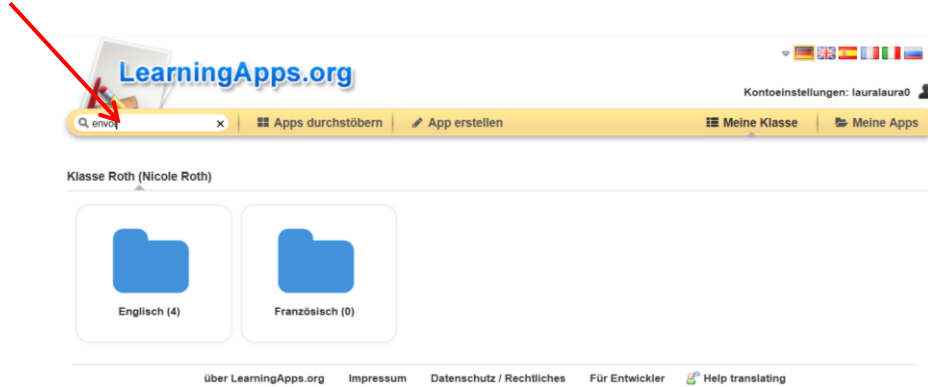 LearningApps.org
Kontoeinstellungen: lauralaura0
envo x Apps durchstöbern App erstellen Meine Klasse Meine Apps
Klasse Roth (Nicole Roth)
Englisch (4) Französisch (0)
über LearningApps.org Impressum Datenschutz / Rechtliches Für Entwickler Help translating